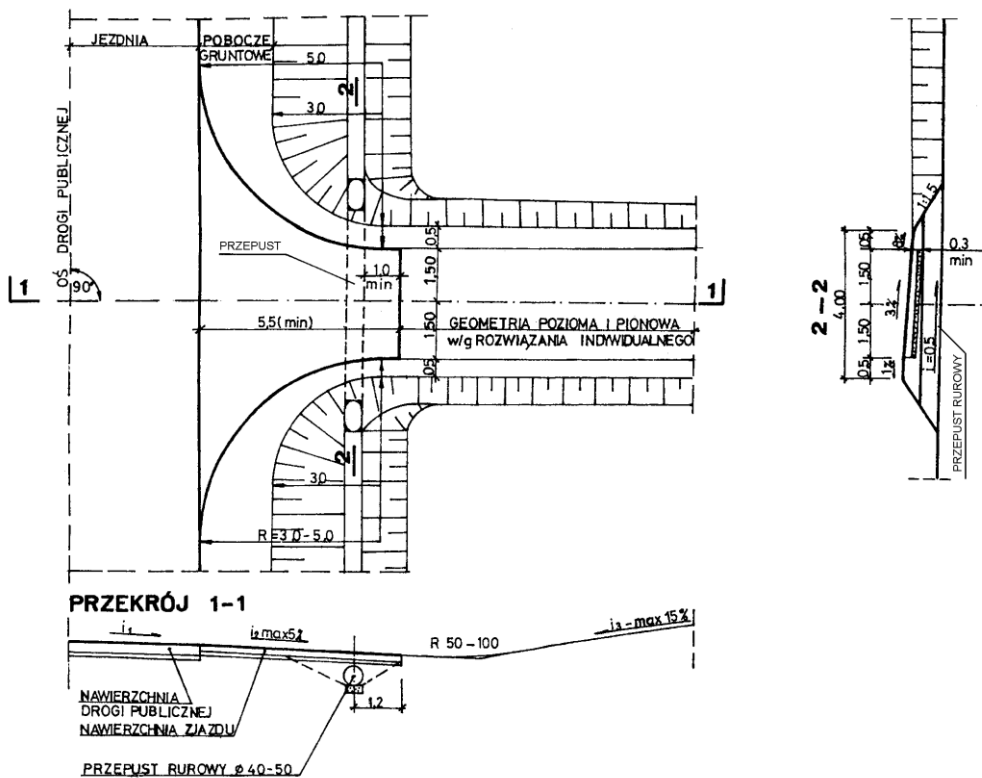 JEZDNIA
POBOCZE
GRUNTOWE
5.0
2
3.0
OŚ DROGI PUBLICZNEJ
90°
PRZEPUST
1.0
min
0.5
1.50
1
1
5,5(min)
GEOMETRIA POZIOMA I PIONOWA
w/g ROZWIĄZANIA INDYWIDUALNEGO
1.50
0.5
2
3.0
R=3.0-5.0
1:1.5
0.3
min
2-2
4.00
0.5
1.50
1.50
0.5
3%
i=0.5
PRZEPUST RUROWY
PRZEKRÓJ 1-1
i1
i2 max5%
R 50-100
i3-max 15%
1.2
NAWIERZCHNIA
DROGI PUBLICZNEJ
NAWIERZCHNIA ZJAZDU
PRZEPUST RUROWY ø 40-50